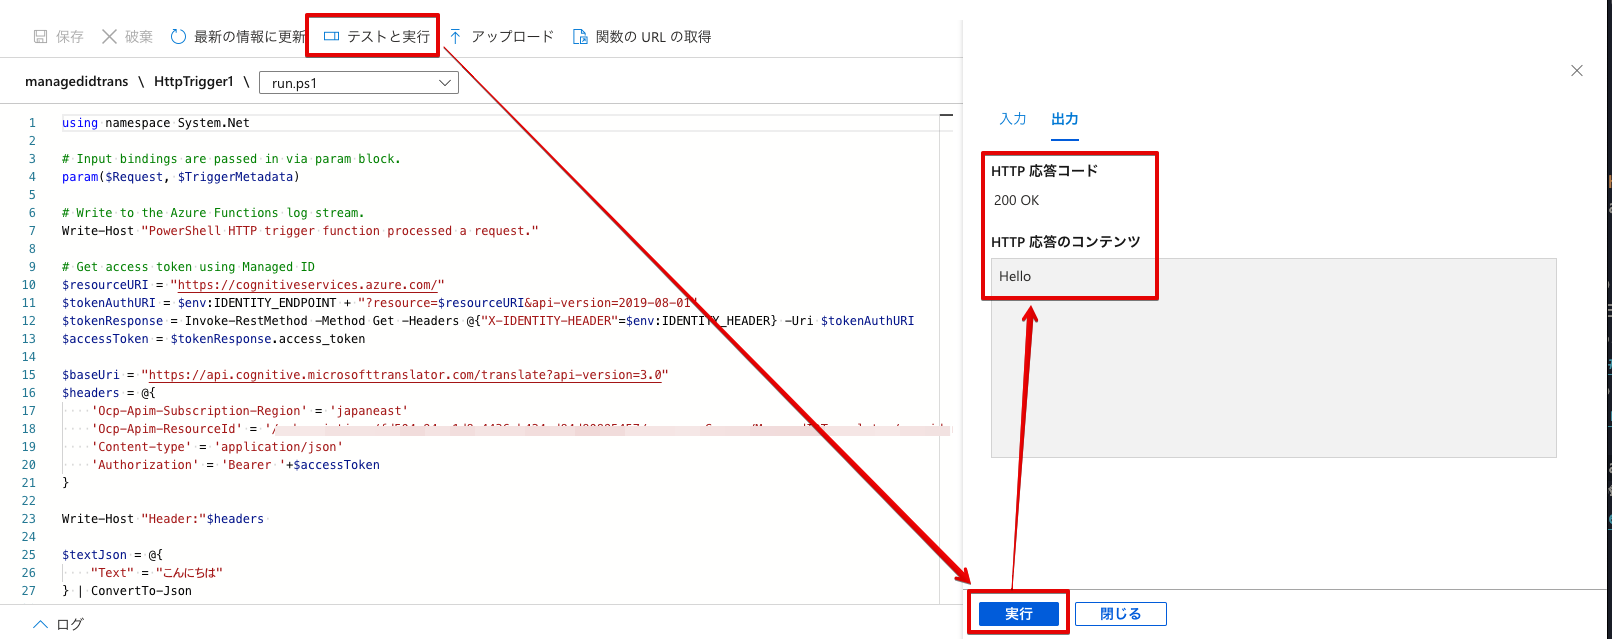 保存 破棄 最新の情報に更新 テストと実行 アップロード 関数の URL の取得
managedidtrans \ HttpTrigger1 \ run.ps1
1 using namespace System.Net
2
3 # Input bindings are passed in via param block.
4 param($Request, $TriggerMetadata)
5
6 # Write to the Azure Functions log stream.
7 Write-Host "PowerShell HTTP trigger function processed a request."
8
9 # Get access token using Managed ID
10 $resourceURI = "https://cognitiveservices.azure.com/"
11 $tokenAuthURI = $env:IDENTITY_ENDPOINT + "?resource=$resourceURI&api-version=2019-08-01"
12 $tokenResponse = Invoke-RestMethod -Method Get -Headers @{"X-IDENTITY-HEADER"=$env:IDENTITY_HEADER} -Uri $tokenAuthURI
13 $accessToken = $tokenResponse.access_token
14
15 $baseUri = "https://api.cognitive.microsofttranslator.com/translate?api-version=3.0"
16 $headers = @{
17 'Ocp-Apim-Subscription-Region' = 'japaneast'
18 'Ocp-Apim-ResourceId' = '/
19 'Content-type' = 'application/json'
20 'Authorization' = 'Bearer '+$accessToken
21 }
22
23 Write-Host "Header:"$headers
24
25 $textJson = @{
26 "Text" = "こんにちは"
27 } | ConvertTo-Json
ログ
入力 出力
HTTP 応答コード
200 OK
HTTP 応答のコンテンツ
Hello
実行 閉じる